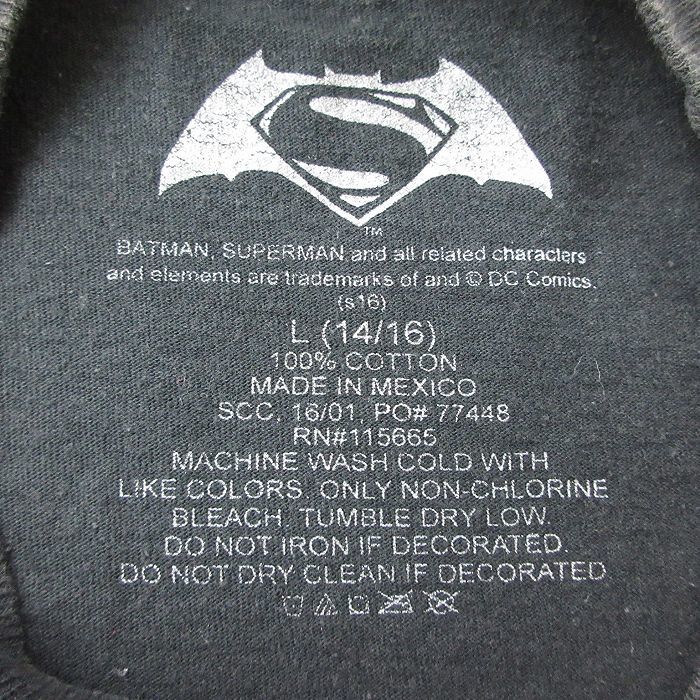 TM
BATMAN, SUPERMAN and all related characters
and elements are trademarks of and © DC Comics.
(s16)
L (14/16)
100% COTTON
MADE IN MEXICO
SCC, 16/01, PO# 77448
RN#115665
MACHINE WASH COLD WITH
LIKE COLORS. ONLY NON-CHLORINE
BLEACH. TUMBLE DRY LOW.
DO NOT IRON IF DECORATED.
DO NOT DRY CLEAN IF DECORATED